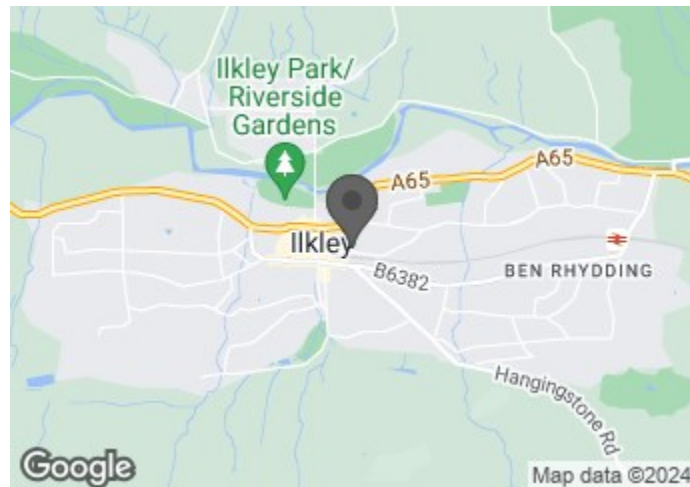 Ilkley Park/
Riverside
Gardens
A65
A65
Ilkley
B6382
BEN RHYDDING
Hangingstone Rd
Google
Map data ©2024